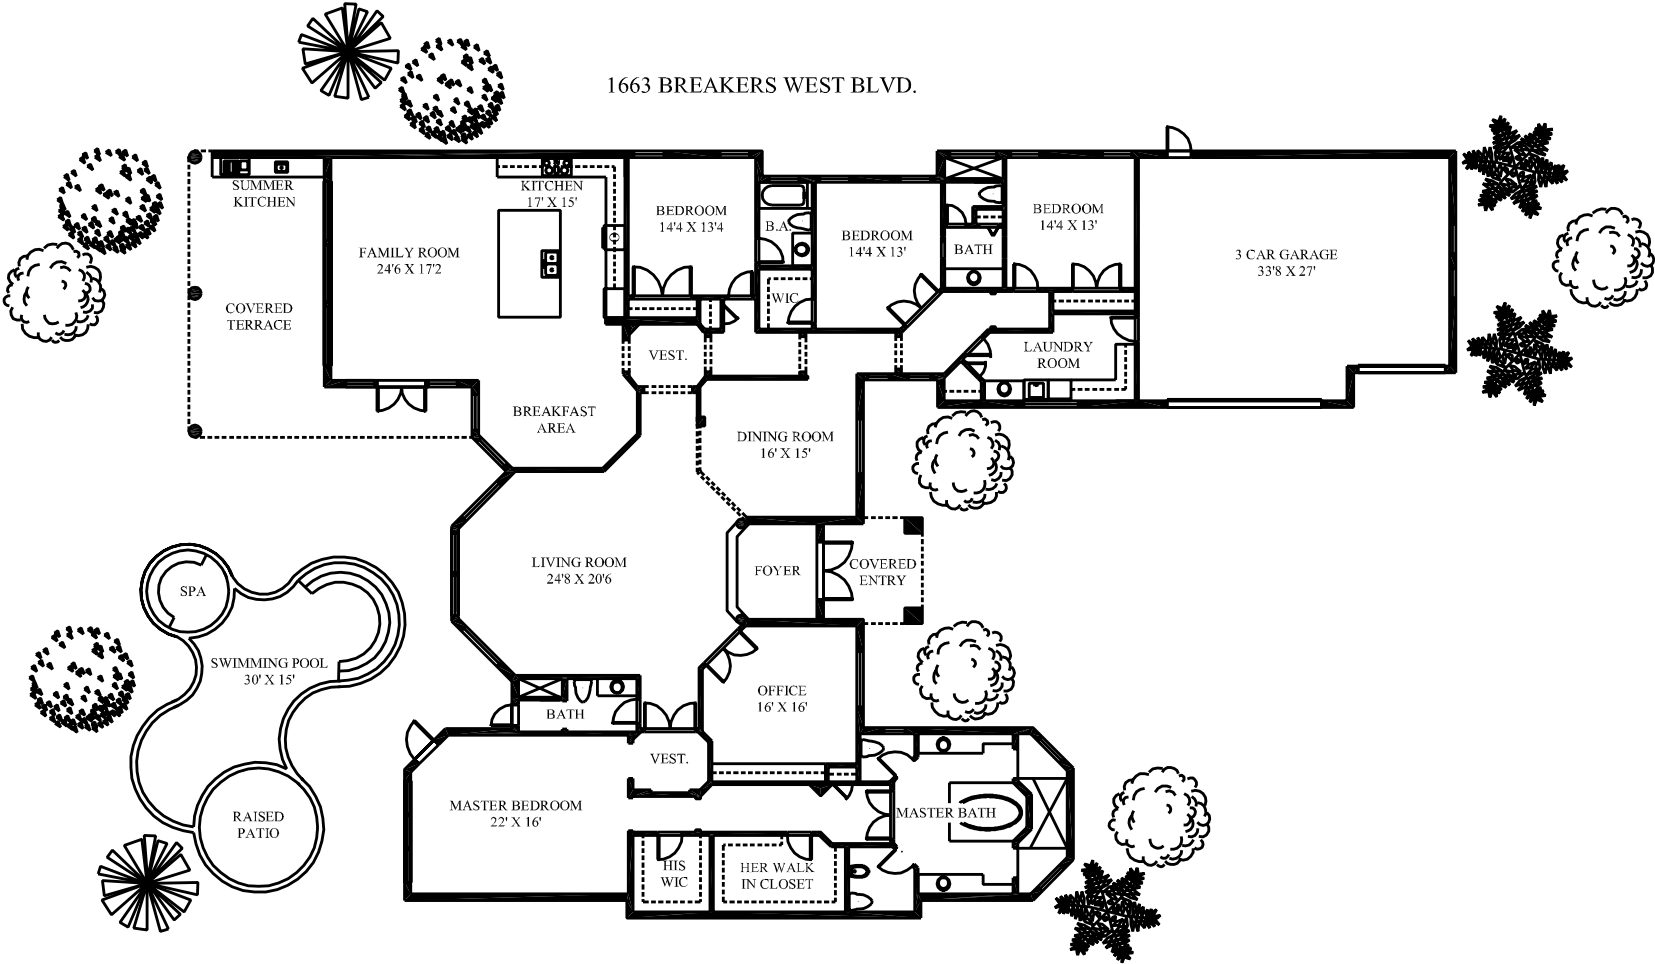 1663 BREAKERS WEST BLVD.
SUMMER
KITCHEN
KITCHEN
17' X 15'
FAMILY ROOM
24'6 X 17'2
COVERED
TERRACE
BEDROOM
14'4 X 13'4
B.A.
WIC
BEDROOM
14'4 X 13'
BATH
BEDROOM
14'4 X 13'
3 CAR GARAGE
33'8 X 27'
VEST.
LAUNDRY
ROOM
BREAKFAST
AREA
DINING ROOM
16' X 15'
LIVING ROOM
24'8 X 20'6
FOYER
COVERED
ENTRY
SPA
SWIMMING POOL
30' X 15'
RAISED
PATIO
BATH
OFFICE
16' X 16'
VEST.
MASTER BEDROOM
22' X 16'
MASTER BATH
HIS
WIC
HER WALK
IN CLOSET